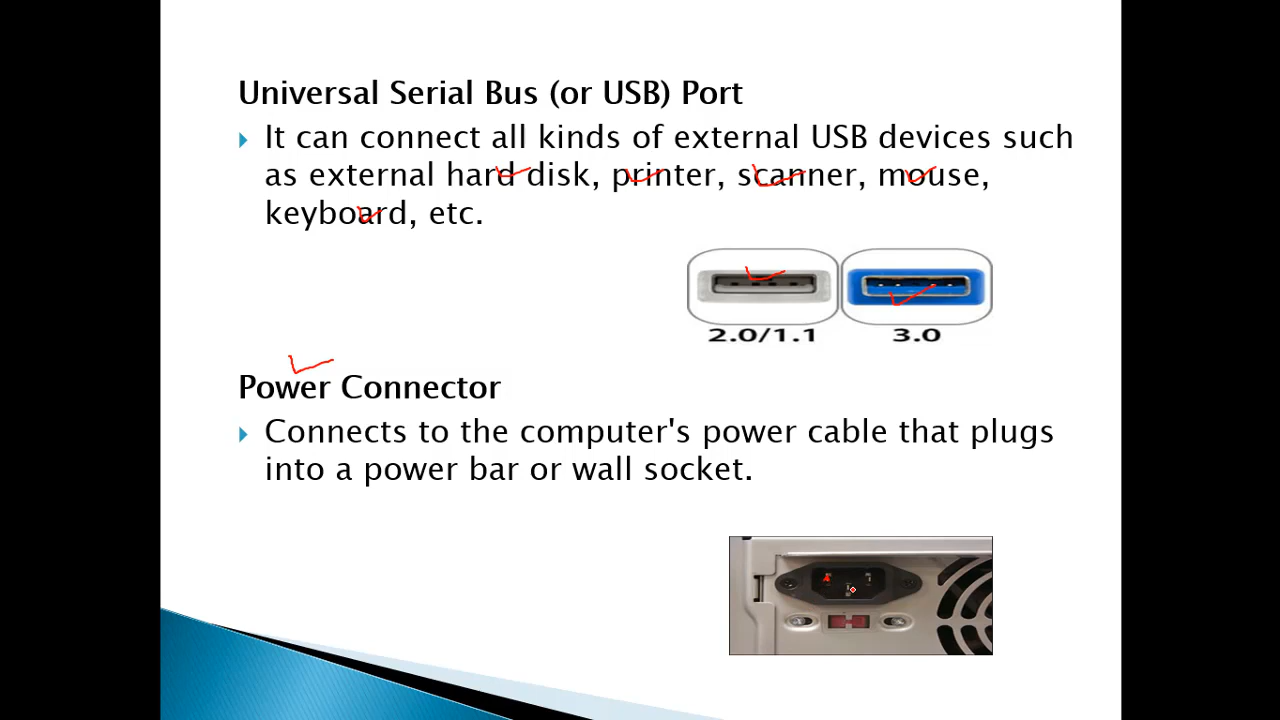 Universal Serial Bus (or USB) Port
It can connect all kinds of external USB devices such
as external hard disk, printer, scanner, mouse,
keyboard, etc.
2.0/1.1 3.0
Power Connector
Connects to the computer's power cable that plugs
into a power bar or wall socket.